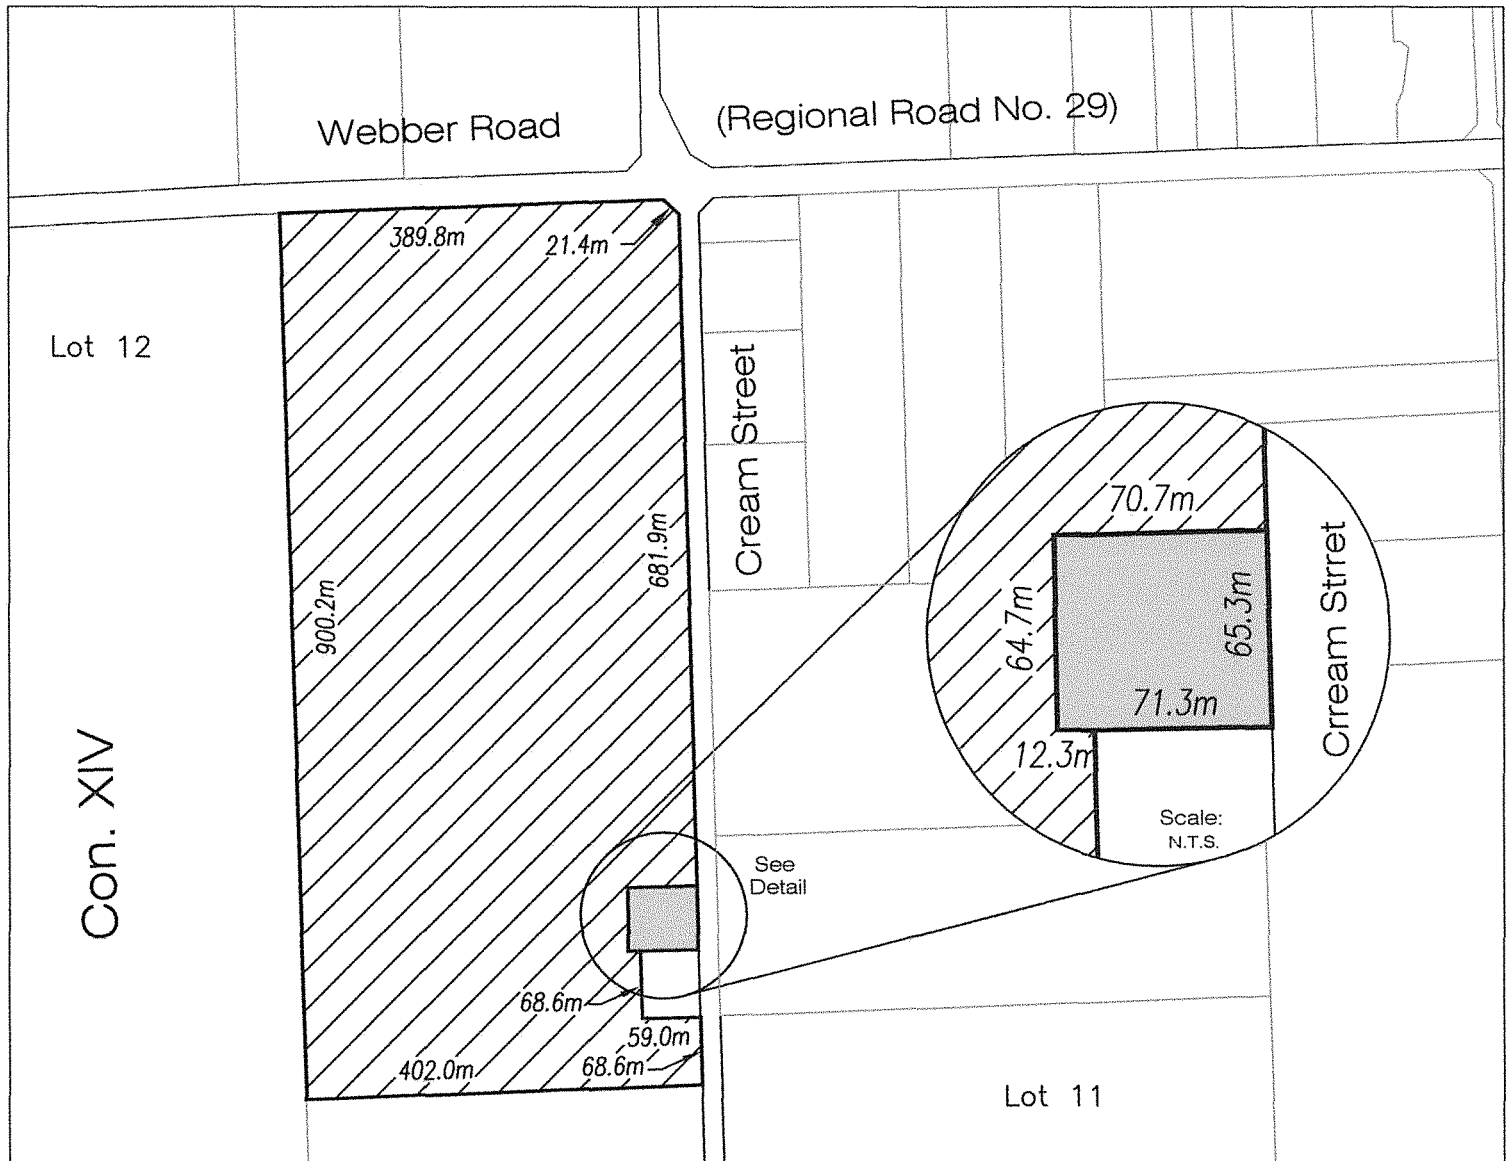 Webber Road
(Regional Road No. 29)
389.8m
21.4m
Lot 12
Cream Street
681.9m
900.2m
70.7m
64.7m
65.3m
71.3m
12.3m
Crream Strret
Scale:
N.T.S.
Con. XIV
See
Detail
68.6m
59.0m
68.6m
402.0m
Lot 11